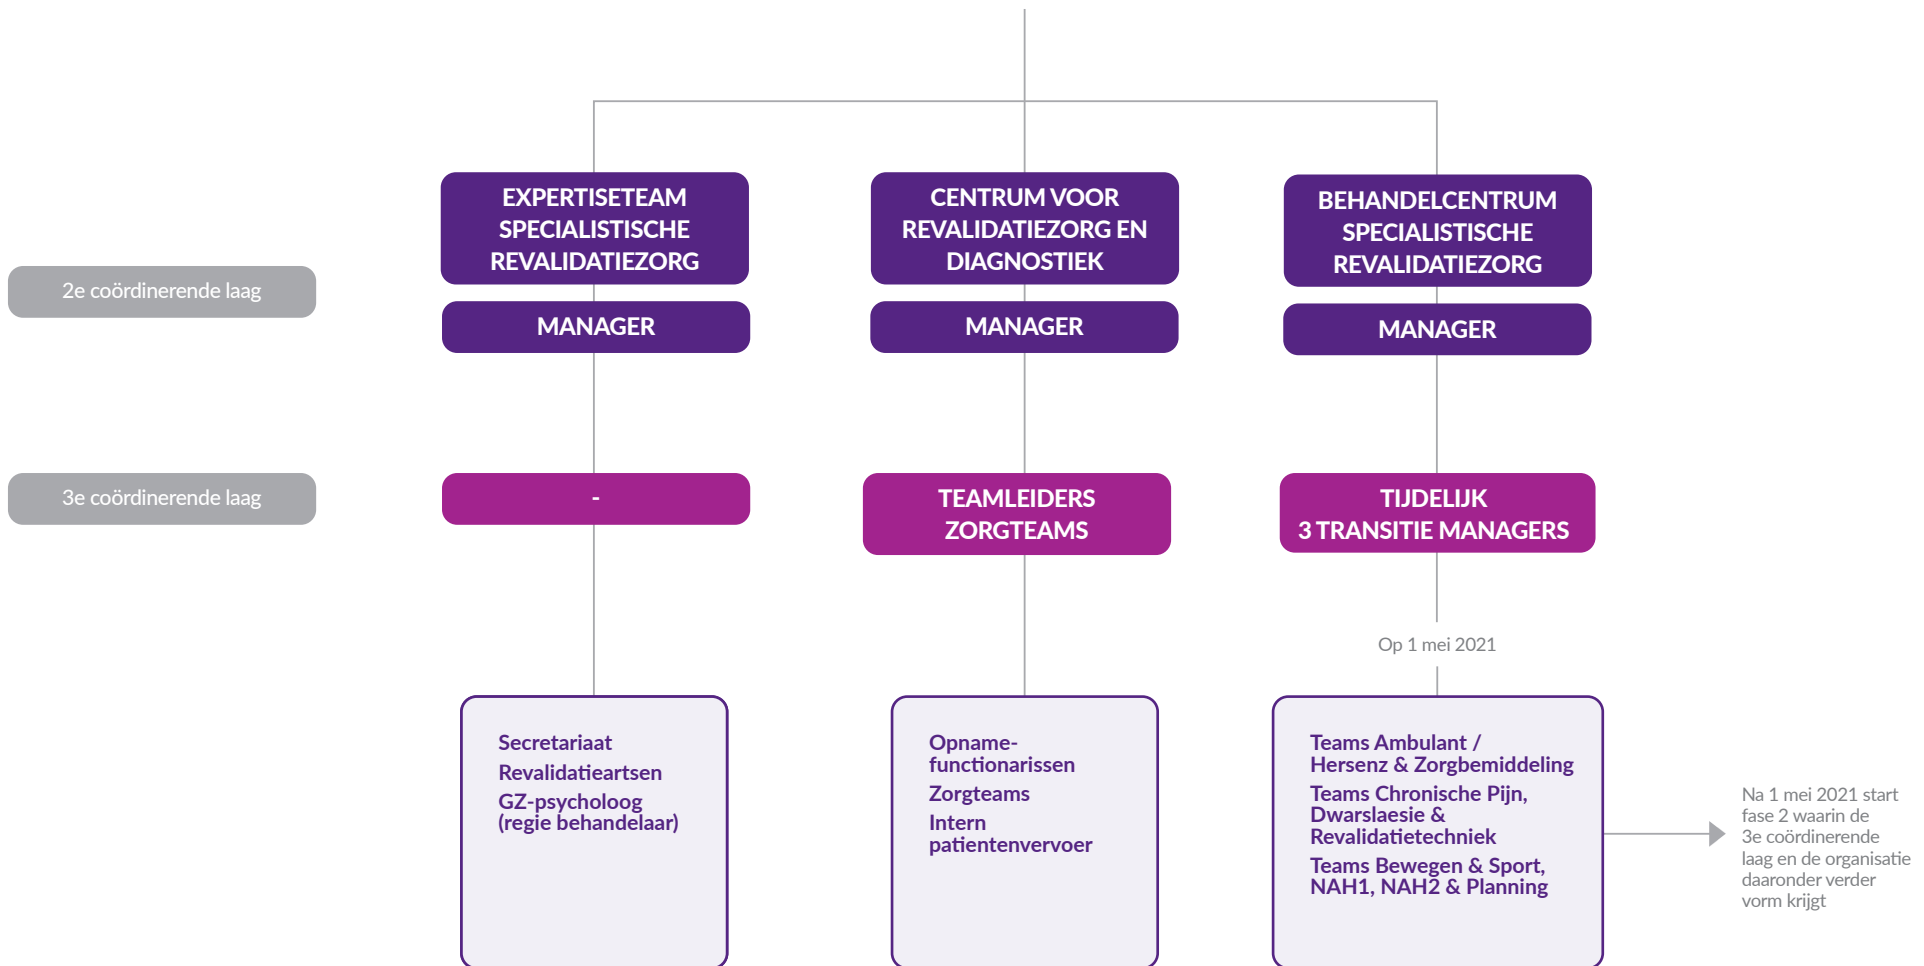 EXPERTISETEAM
SPECIALISTISCHE
REVALIDATIEZORG
CENTRUM VOOR
REVALIDATIEZORG EN
DIAGNOSTIEK
BEHANDELCENTRUM
SPECIALISTISCHE
REVALIDATIEZORG
2e coördinerende laag
MANAGER
MANAGER
MANAGER
3e coördinerende laag
-
TEAMLEIDERS
ZORGTEAMS
TIJDELIJK
3 TRANSITIE MANAGERS
Op 1 mei 2021
Secretariaat
Revalidatieartsen
GZ-psycholoog
(regie behandelaar)
Opname-
functionarissen
Zorgteams
Intern
patientenvervoer
Teams Ambulant /
Hersenz & Zorgbemiddeling
Teams Chronische Pijn,
Dwarslaesie &
Revalidatietechniek
Teams Bewegen & Sport,
NAH1, NAH2 & Planning
Na 1 mei 2021 start
fase 2 waarin de
3e coördinerende
laag en de organisatie
daaronder verder
vorm krijgt